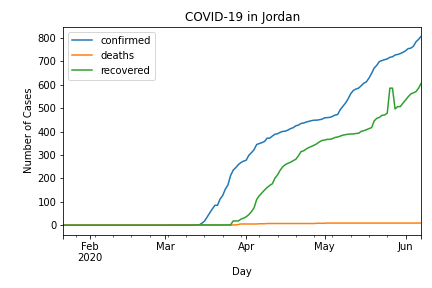 COVID-19 in Jordan
confirmed
deaths
recovered
800
700
600
500
400
300
200
100
0
Number of Cases
Feb Mar Apr May Jun
2020
Day